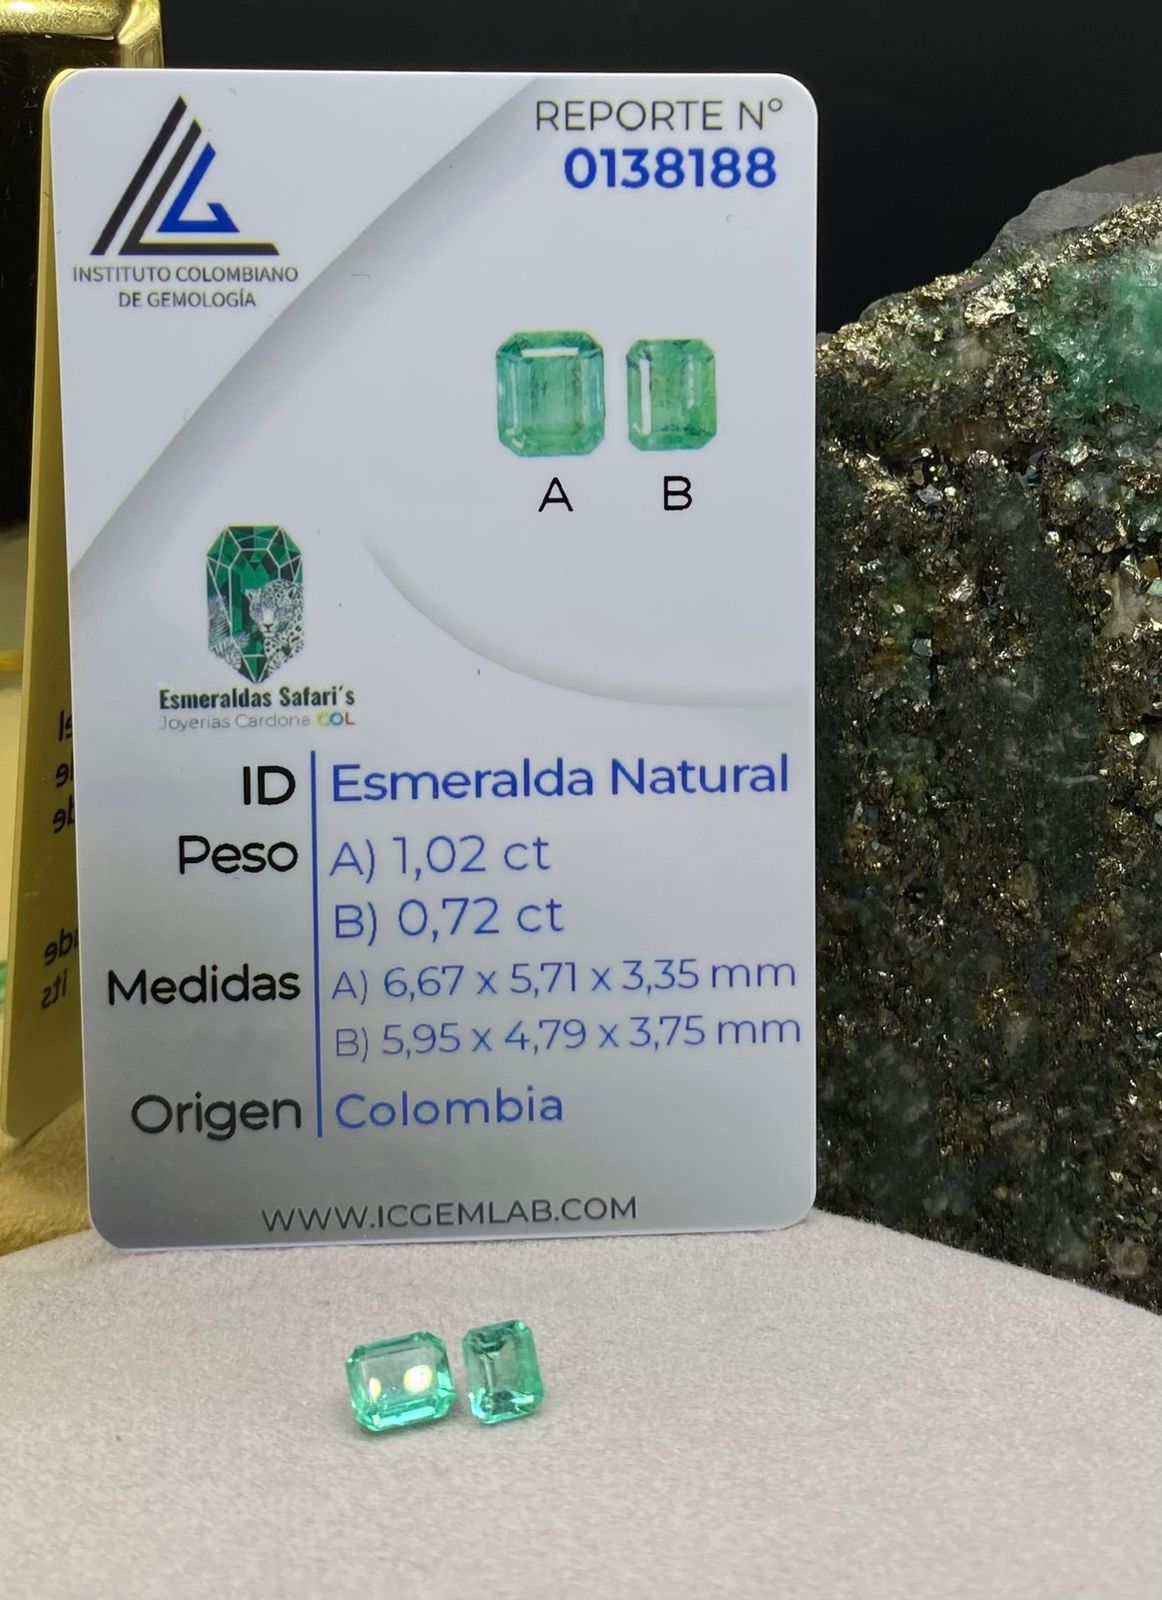 INSTITUTO COLOMBIANO
DE GEMOLOGÍA
REPORTE N°
0138188
A B
Esmeraldas Safari´s
Joyerías Cardona COL
ID Esmeralda Natural
Peso A) 1,02 ct
B) 0,72 ct
Medidas A) 6,67 x 5,71 x 3,35 mm
B) 5,95 x 4,79 x 3,75 mm
Origen Colombia
WWW.ICGEMLAB.COM